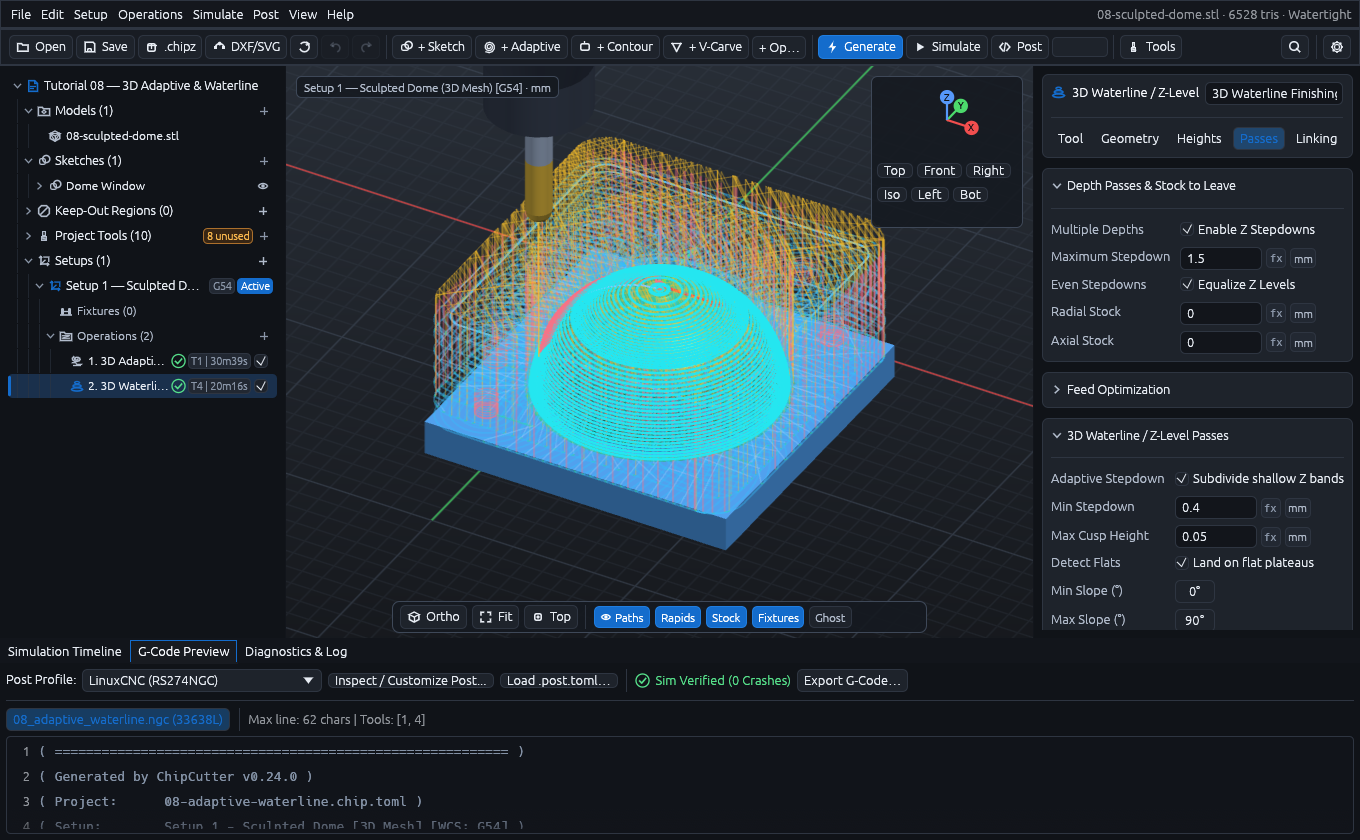 File Edit Setup Operations Simulate Post View Help
08-sculpted-dome.stl · 6528 tris · Watertight
Open Save .chipz DXF/SVG + Sketch + Adaptive + Contour + V-Carve + Op... Generate Simulate Post Tools
Tutorial 08 — 3D Adaptive & Waterline
Models (1)
08-sculpted-dome.stl
Sketches (1)
Dome Window
Keep-Out Regions (0)
Project Tools (10) 8 unused
Setups (1)
Setup 1 — Sculpted D... G54 Active
Fixtures (0)
Operations (2)
1. 3D Adapti... T1 | 30m39s
2. 3D Waterli... T4 | 20m16s
Setup 1 — Sculpted Dome (3D Mesh) [G54] · mm
Z
Y
X
Top Front Right
Iso Left Bot
Ortho Fit Top Paths Rapids Stock Fixtures Ghost
3D Waterline / Z-Level 3D Waterline Finishing
Tool Geometry Heights Passes Linking
Depth Passes & Stock to Leave
Multiple Depths Enable Z Stepdowns
Maximum Stepdown 1.5 fx mm
Even Stepdowns Equalize Z Levels
Radial Stock 0 fx mm
Axial Stock 0 fx mm
Feed Optimization
3D Waterline / Z-Level Passes
Adaptive Stepdown Subdivide shallow Z bands
Min Stepdown 0.4 fx mm
Max Cusp Height 0.05 fx mm
Detect Flats Land on flat plateaus
Min Slope (°) 0°
Max Slope (°) 90°
Simulation Timeline G-Code Preview Diagnostics & Log
Post Profile: LinuxCNC (RS274NGC) Inspect / Customize Post... Load .post.toml... Sim Verified (0 Crashes) Export G-Code...
08_adaptive_waterline.ngc (33638L) Max line: 62 chars | Tools: [1, 4]
1 ( ========================================================== )
2 ( Generated by ChipCutter v0.24.0 )
3 ( Project: 08-adaptive-waterline.chip.toml )
4 ( Setup: Setup 1 - Sculpted Dome [3D Mesh] [WCS: G54] )